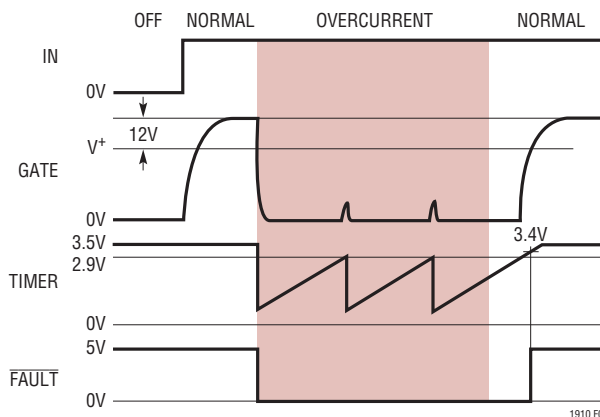 OFF NORMAL OVERCURRENT NORMAL
IN
0V
12V
V+
GATE
0V
3.5V
3.4V
2.9V
TIMER
0V
5V
FAULT
0V